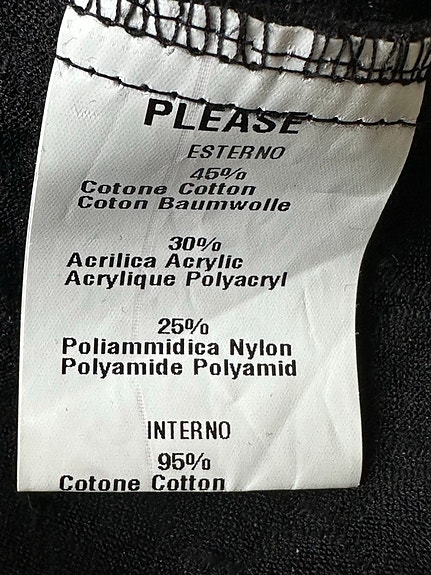 PLEASE
ESTERNO
45%
Cotone Cotton
Coton Baumwolle
30%
Acrilica Acrylic
Acrylique Polyacryl
25%
Poliammidica Nylon
Polyamide Polyamid
INTERNO
95%
Cotone Cotton